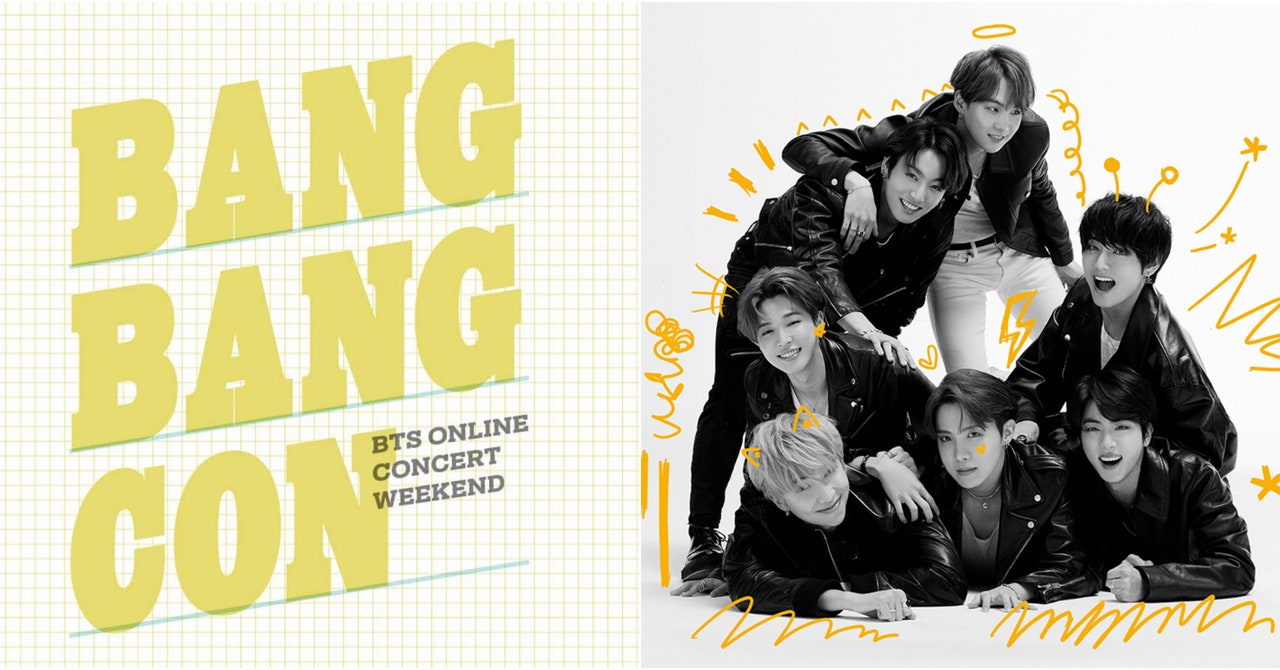 BANG
BANG
CON
BTS ONLINE
CONCERT
WEEKEND